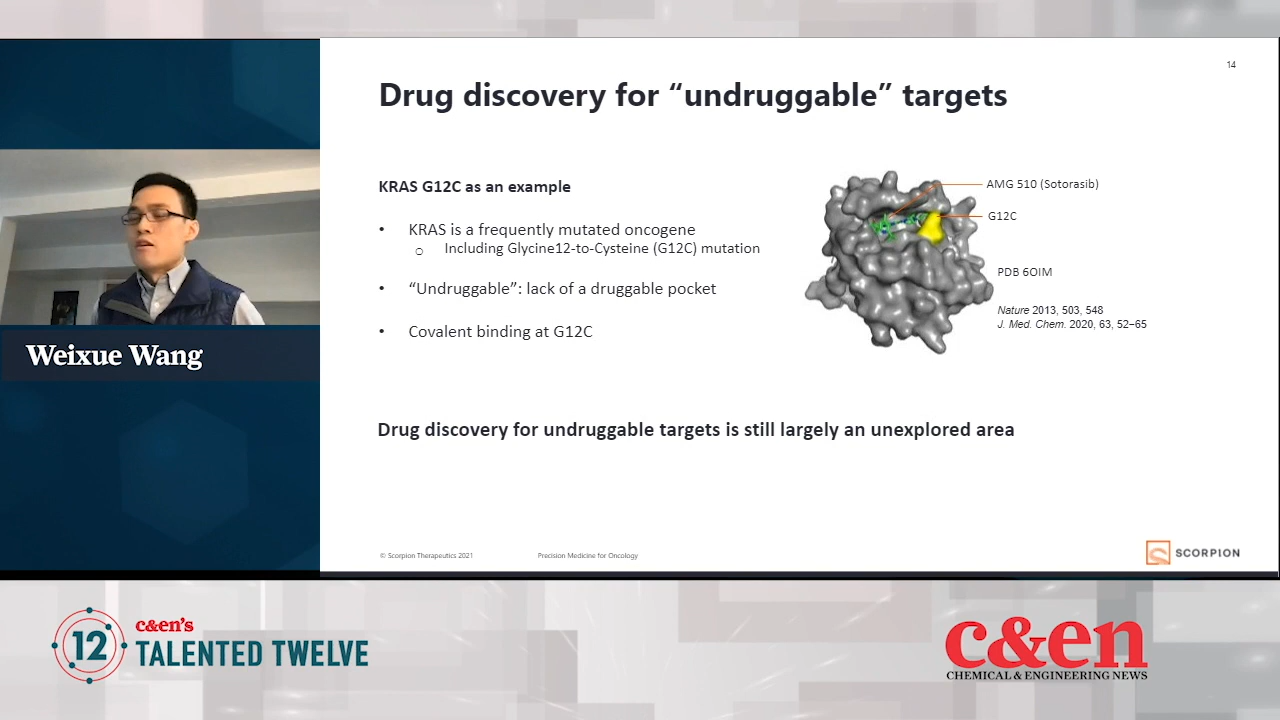 14
Drug discovery for “undruggable” targets
KRAS G12C as an example
• KRAS is a frequently mutated oncogene
o Including Glycine12-to-Cysteine (G12C) mutation
• “Undruggable”: lack of a druggable pocket
• Covalent binding at G12C
AMG 510 (Sotorasib)
G12C
PDB 6OIM
Nature 2013, 503, 548
J. Med. Chem. 2020, 63, 52–65
Drug discovery for undruggable targets is still largely an unexplored area
© Scorpion Therapeutics 2021
Precision Medicine for Oncology
SCORPION
Weixue Wang
12
c&en's
TALENTED TWELVE
c&en
CHEMICAL & ENGINEERING NEWS